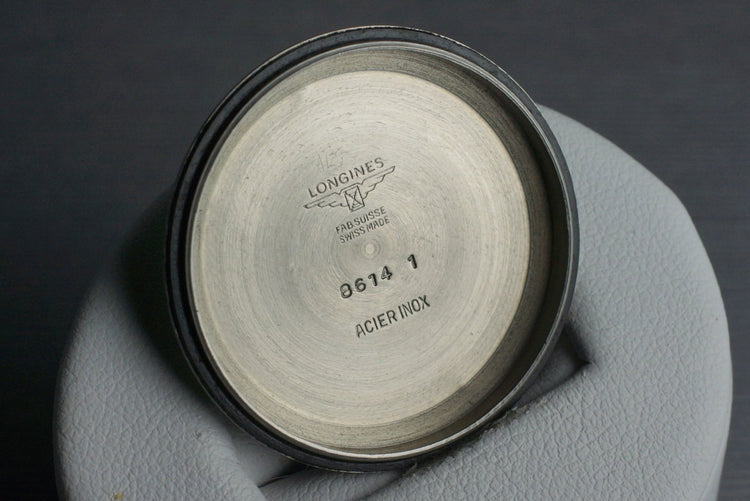 LONGINES
FAB.SUISSE
SWISS MADE
8614 1
ACIER INOX